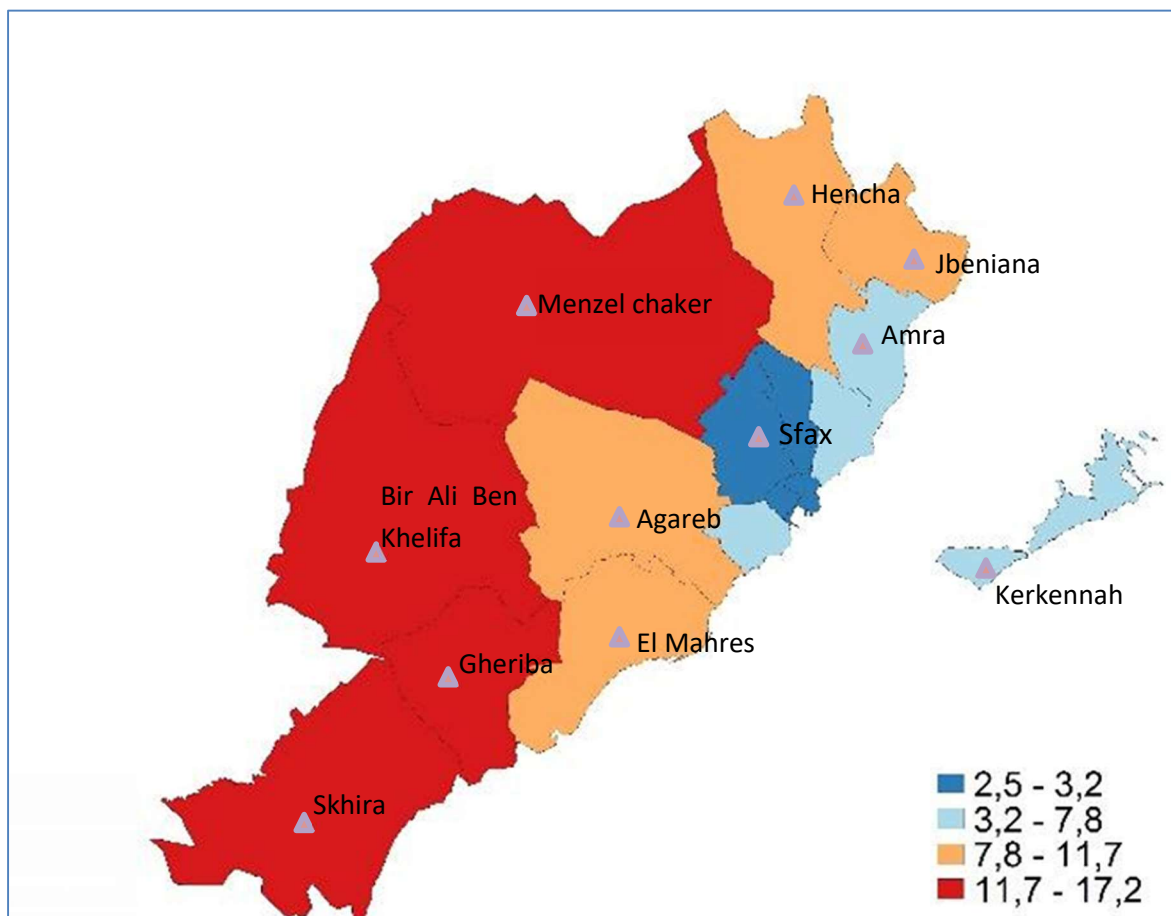 Hencha
Jbeniana
Menzel chaker
Amra
Sfax
Bir Ali Ben
Khelifa
Agareb
Kerkennah
El Mahres
Gheriba
Skhira
2,5 - 3,2
3,2 - 7,8
7,8 - 11,7
11,7 - 17,2